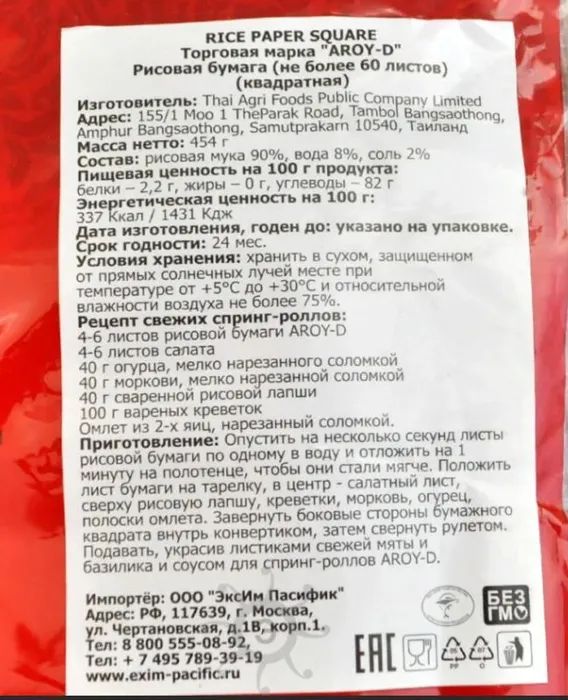 RICE PAPER SQUARE
Торговая марка "AROY-D"
Рисовая бумага (не более 60 листов)
(квадратная)
Изготовитель: Thai Agri Foods Public Company Limited
Адрес: 155/1 Moo 1 TheParak Road, Tambol Bangsaothong,
Amphur Bangsaothong, Samutprakarn 10540, Таиланд
Масса нетто: 454 г
Состав: рисовая мука 90%, вода 8%, соль 2%
Пищевая ценность на 100 г продукта:
белки – 2,2 г, жиры – 0 г, углеводы – 82 г
Энергетическая ценность на 100 г:
337 Ккал / 1431 Кдж
Дата изготовления, годен до: указано на упаковке.
Срок годности: 24 мес.
Условия хранения: хранить в сухом, защищенном
от прямых солнечных лучей месте при
температуре от +5°С до +30°С и относительной
влажности воздуха не более 75%.
Рецепт свежих спринг-роллов:
4-6 листов рисовой бумаги AROY-D
4-6 листов салата
40 г огурца, мелко нарезанного соломкой
40 г моркови, мелко нарезанной соломкой
40 г сваренной рисовой лапши
100 г вареных креветок
Омлет из 2-х яиц, нарезанный соломкой.
Приготовление: Опустить на несколько секунд листы
рисовой бумаги по одному в воду и отложить на 1
минуту на полотенце, чтобы они стали мягче. Положить
лист бумаги на тарелку, в центр - салатный лист,
сверху рисовую лапшу, креветки, морковь, огурец,
полоски омлета. Завернуть боковые стороны бумажного
квадрата внутрь конвертиком, затем свернуть рулетом.
Подавать, украсив листиками свежей мяты и
базилика и соусом для спринг-роллов AROY-D.
Импортёр: ООО "ЭксИм Пасифик"
Адрес: РФ, 117639, г. Москва,
ул. Чертановская, д.1В, корп.1.
Тел: 8 800 555-08-92,
Тел: + 7 495 789-39-19
www.exim-pacific.ru
БЕЗ
ГМО
EAC
05
PP
07
O